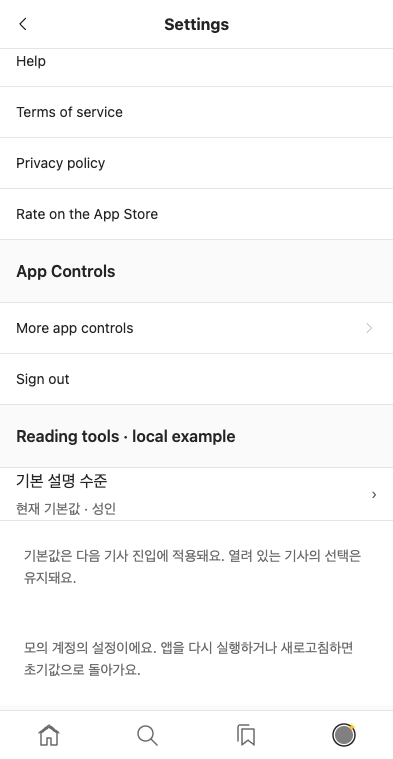 Settings
Help
Terms of service
Privacy policy
Rate on the App Store
App Controls
More app controls
Sign out
Reading tools · local example
기본 설명 수준
현재 기본값 · 성인
기본값은 다음 기사 진입에 적용돼요. 열려 있는 기사의 선택은
유지돼요.
모의 계정의 설정이에요. 앱을 다시 실행하거나 새로고침하면
초기값으로 돌아가요.